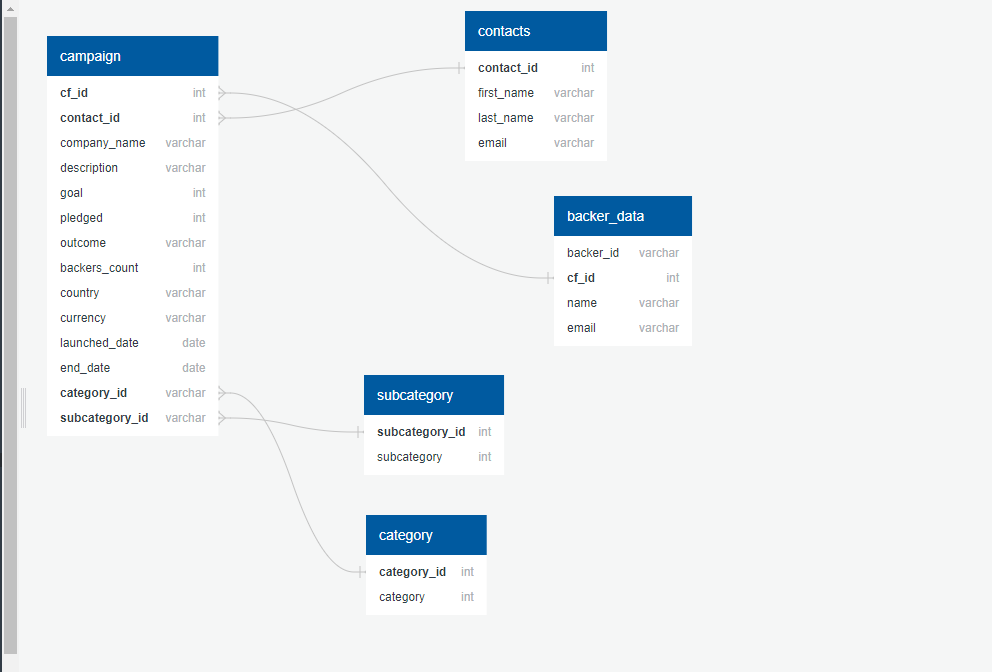 campaign
cf_id int
contact_id int
company_name varchar
description varchar
goal int
pledged int
outcome varchar
backers_count int
country varchar
currency varchar
launched_date date
end_date date
category_id varchar
subcategory_id varchar
contacts
contact_id int
first_name varchar
last_name varchar
email varchar
backer_data
backer_id varchar
cf_id int
name varchar
email varchar
subcategory
subcategory_id int
subcategory int
category
category_id int
category int